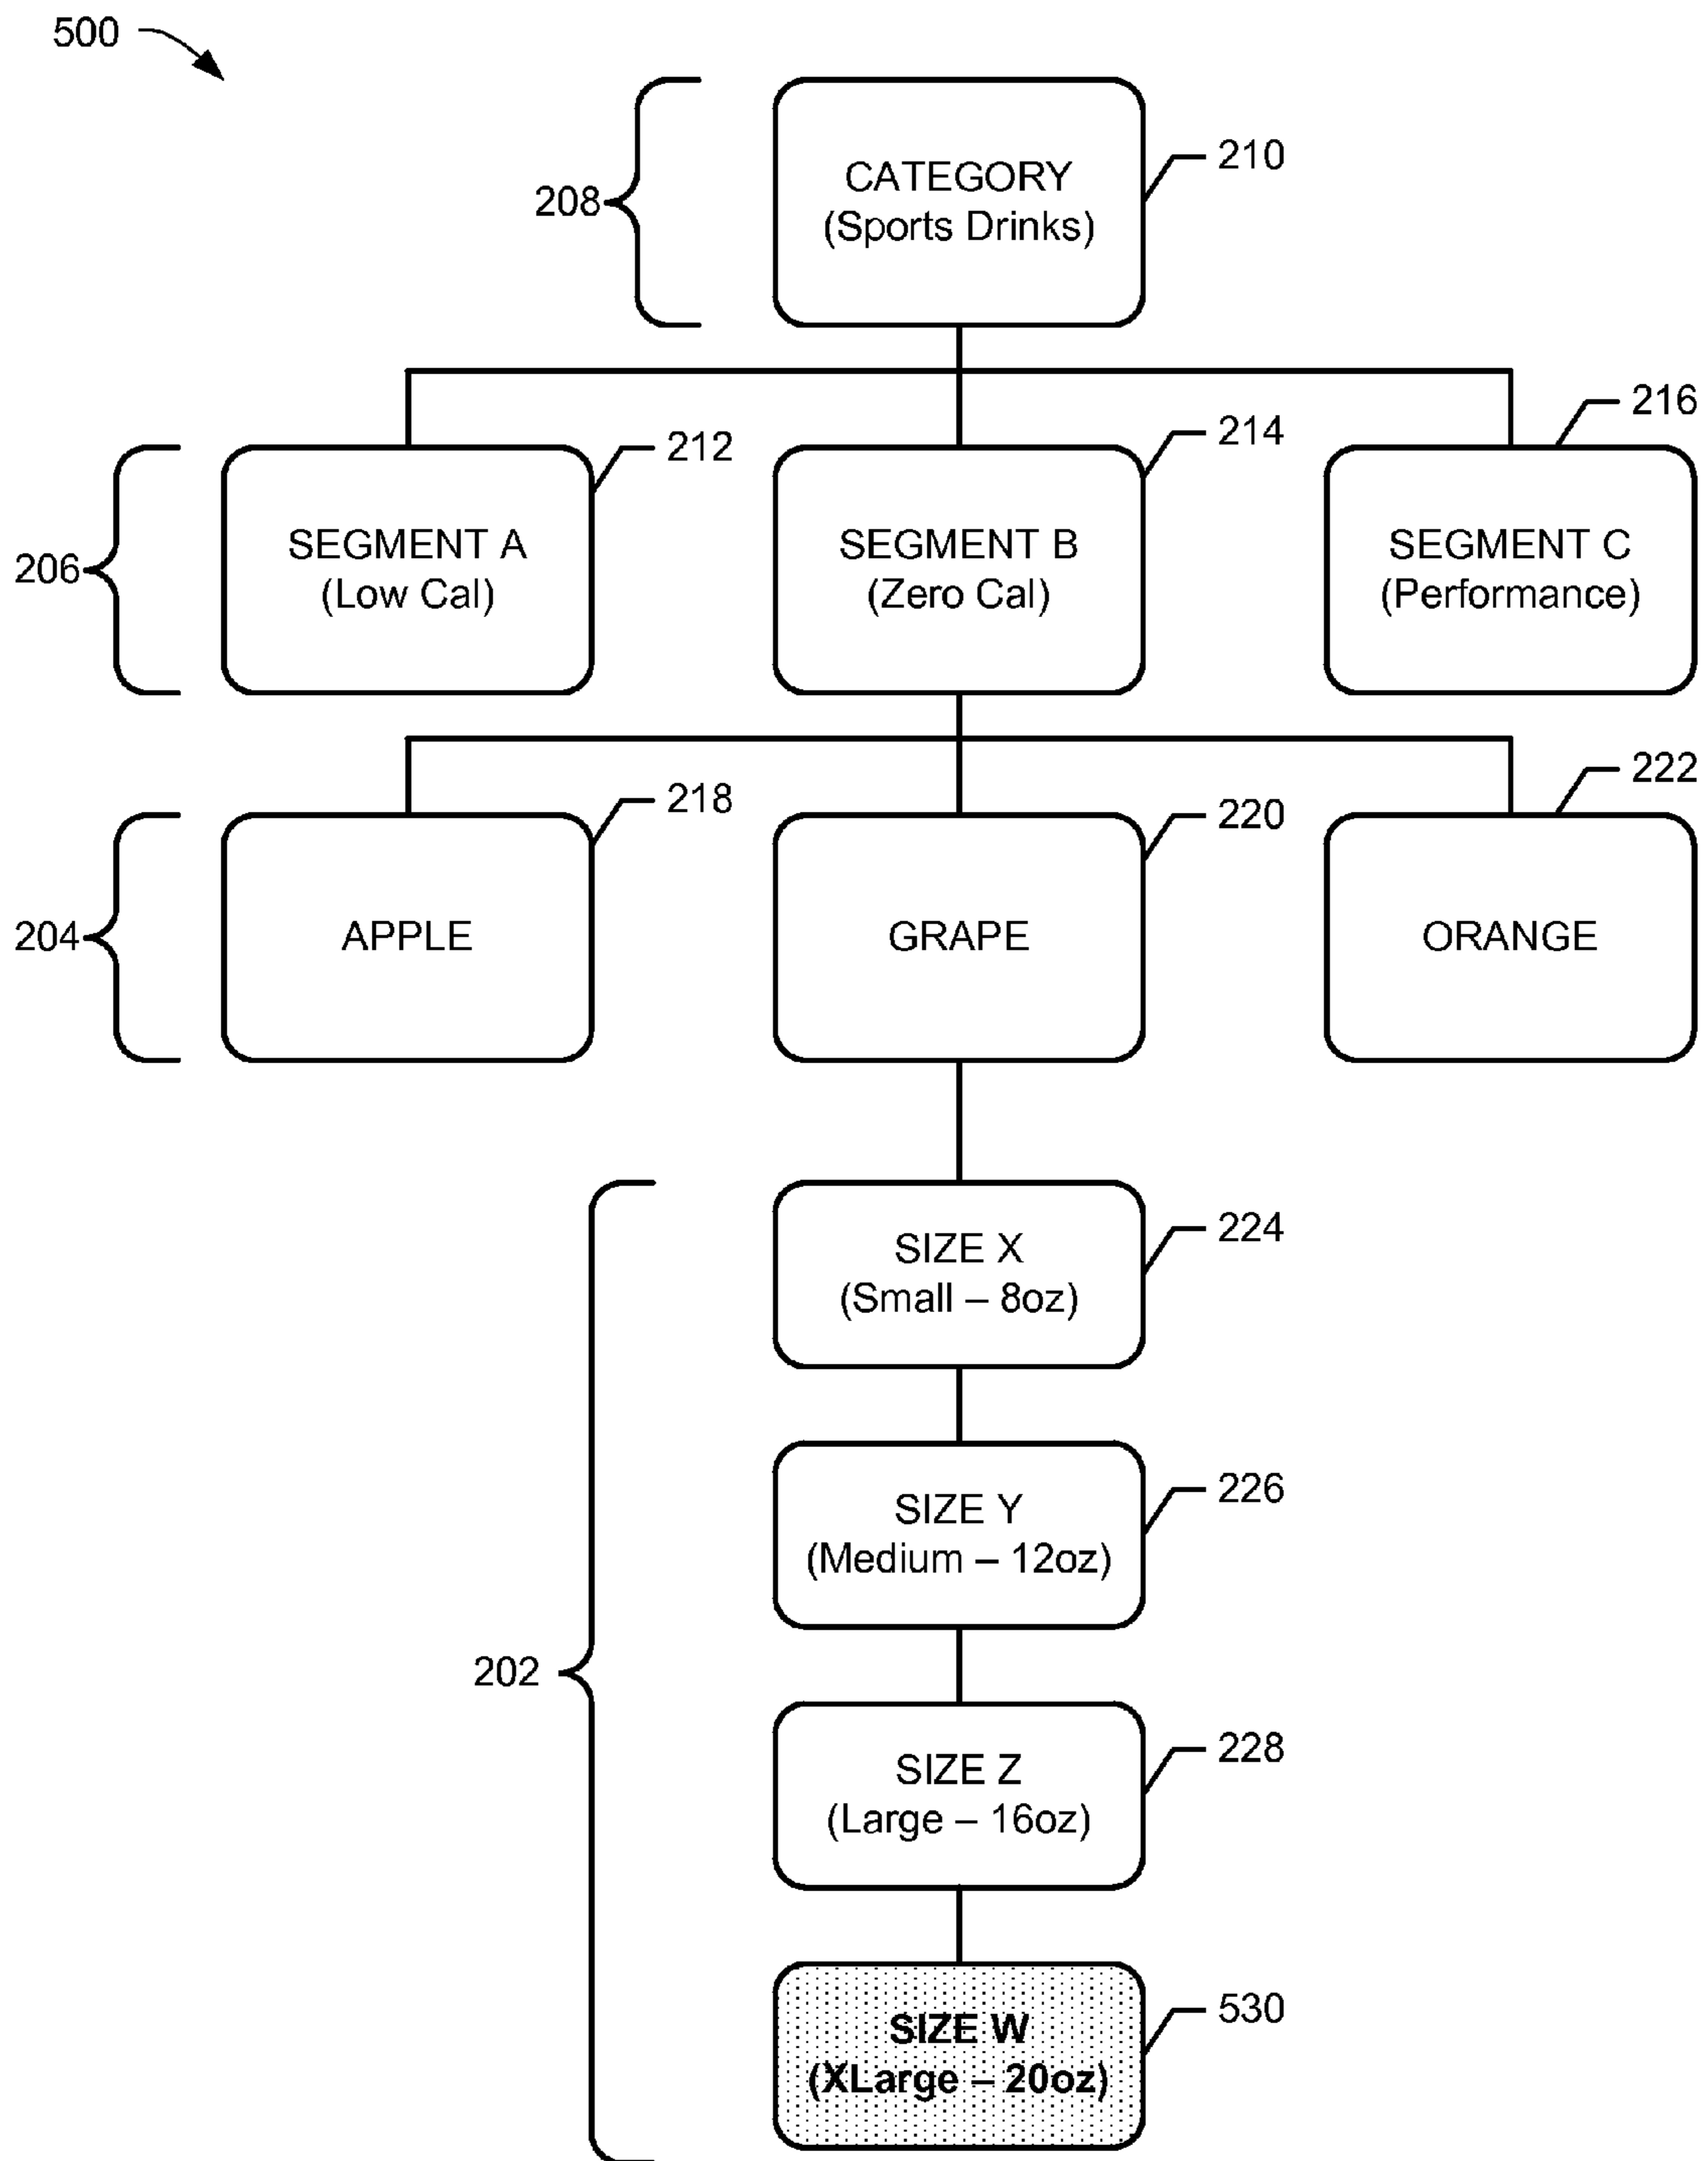 500
CATEGORY
(Sports Drinks)
210
208
216
212
214
SEGMENT A
(Low Cal)
SEGMENT B
(Zero Cal)
SEGMENT C
(Performance)
206
222
218
220
204
APPLE
GRAPE
ORANGE
SIZE X
(Small – 8oz)
224
SIZE Y
(Medium – 12oz)
226
202
SIZE Z
(Large – 16oz)
228
SIZE W
(XLarge – 20oz)
530